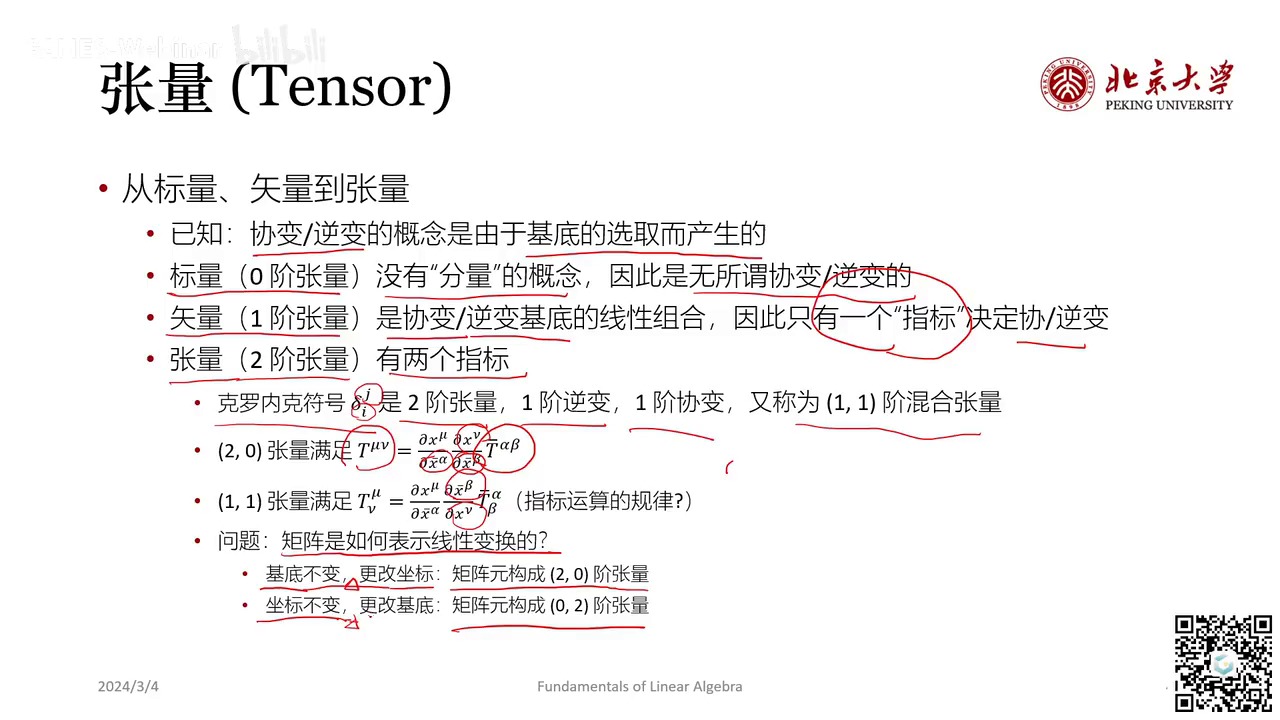 bilibili
张量 (Tensor)
北京大学
PEKING UNIVERSITY
• 从标量、矢量到张量
• 已知：协变/逆变的概念是由于基底的选取而产生的
• 标量（0 阶张量）没有“分量”的概念，因此是无所谓协变/逆变的
• 矢量（1 阶张量）是协变/逆变基底的线性组合，因此只有一个“指标”决定协/逆变
• 张量（2 阶张量）有两个指标
• 克罗内克符号 δ_i^j 是 2 阶张量，1 阶逆变，1 阶协变，又称为 (1, 1) 阶混合张量
• (2, 0) 张量满足 T^{μν} = ∂x^μ/∂x̄^α ∂x^ν/∂x̄^β T̄^{αβ}
• (1, 1) 张量满足 T_ν^μ = ∂x^μ/∂x̄^α ∂x̄^β/∂x^ν T̄_β^α（指标运算的规律?）
• 问题：矩阵是如何表示线性变换的?
• 基底不变，更改坐标：矩阵元构成 (2, 0) 阶张量
• 坐标不变，更改基底：矩阵元构成 (0, 2) 阶张量
2024/3/4
Fundamentals of Linear Algebra